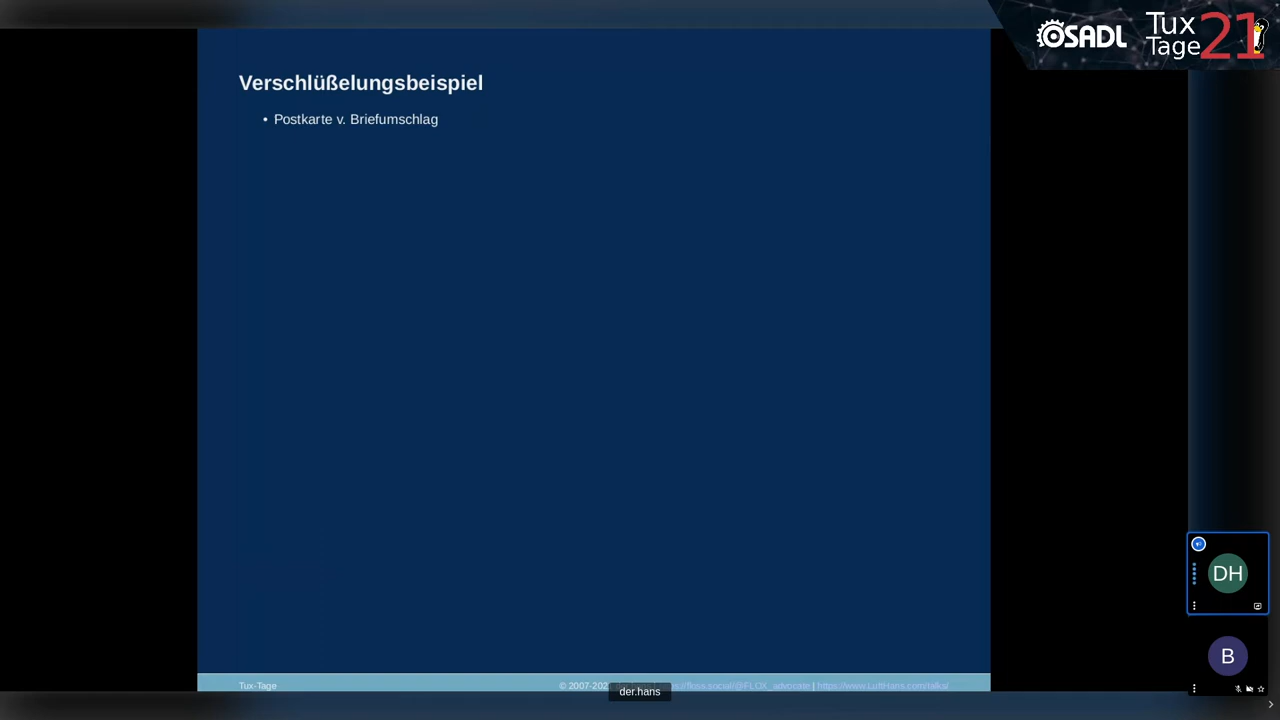 OSADL
Tux
Tage
21
Verschlüßelungsbeispiel
• Postkarte v. Briefumschlag
DH
B
Tux-Tage
© 2007-202 | https://www.LuftHans.com/talks/
der.hans